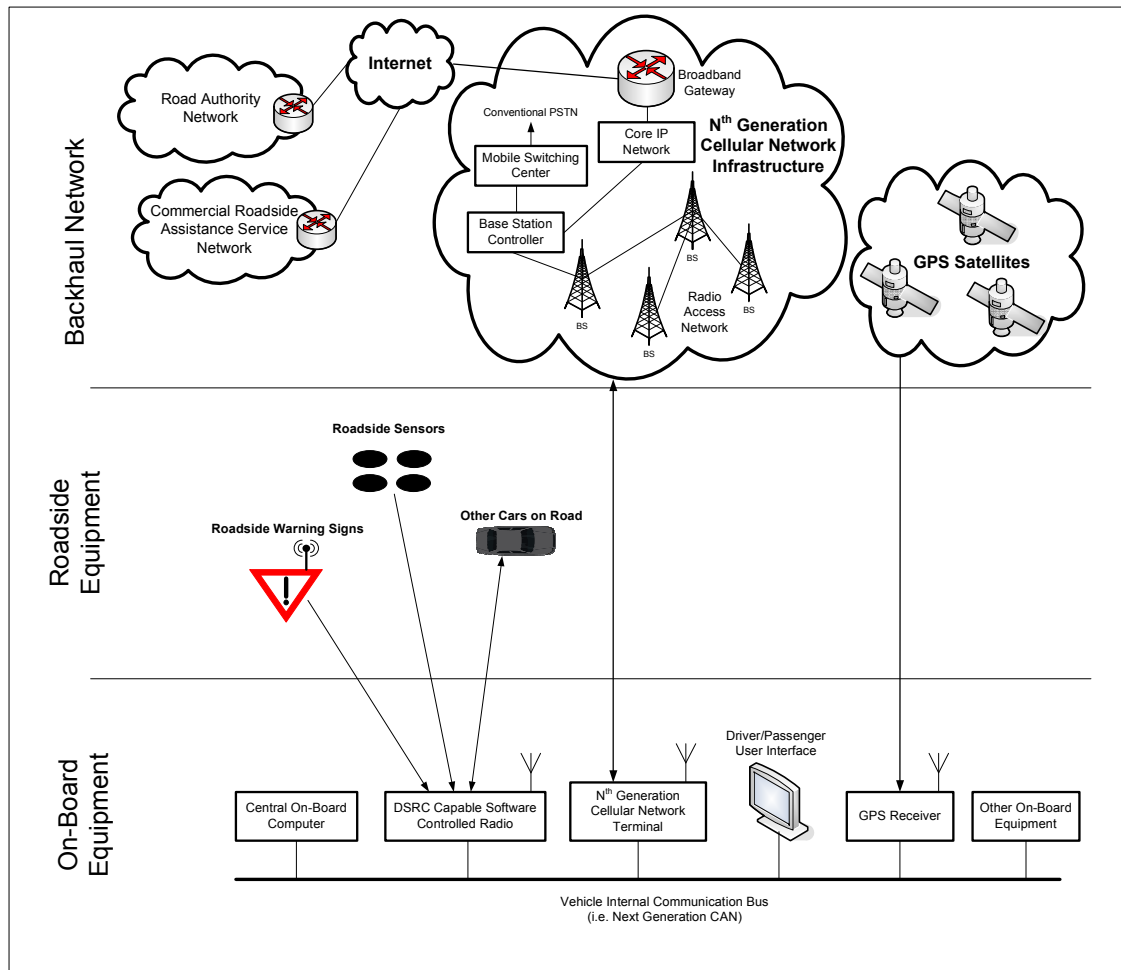 Backhaul Network
Internet
Road Authority
Network
Commercial Roadside
Assistance Service
Network
Broadband
Gateway
Conventional PSTN
Core IP
Network
Nth Generation
Cellular Network
Infrastructure
Mobile Switching
Center
Base Station
Controller
BS
BS
BS
BS
Radio
Access
Network
GPS Satellites
Roadside
Equipment
Roadside Sensors
Roadside Warning Signs
Other Cars on Road
On-Board
Equipment
Central On-Board
Computer
DSRC Capable Software
Controlled Radio
Nth Generation
Cellular Network
Terminal
Driver/Passenger
User Interface
GPS Receiver
Other On-Board
Equipment
Vehicle Internal Communication Bus
(i.e. Next Generation CAN)